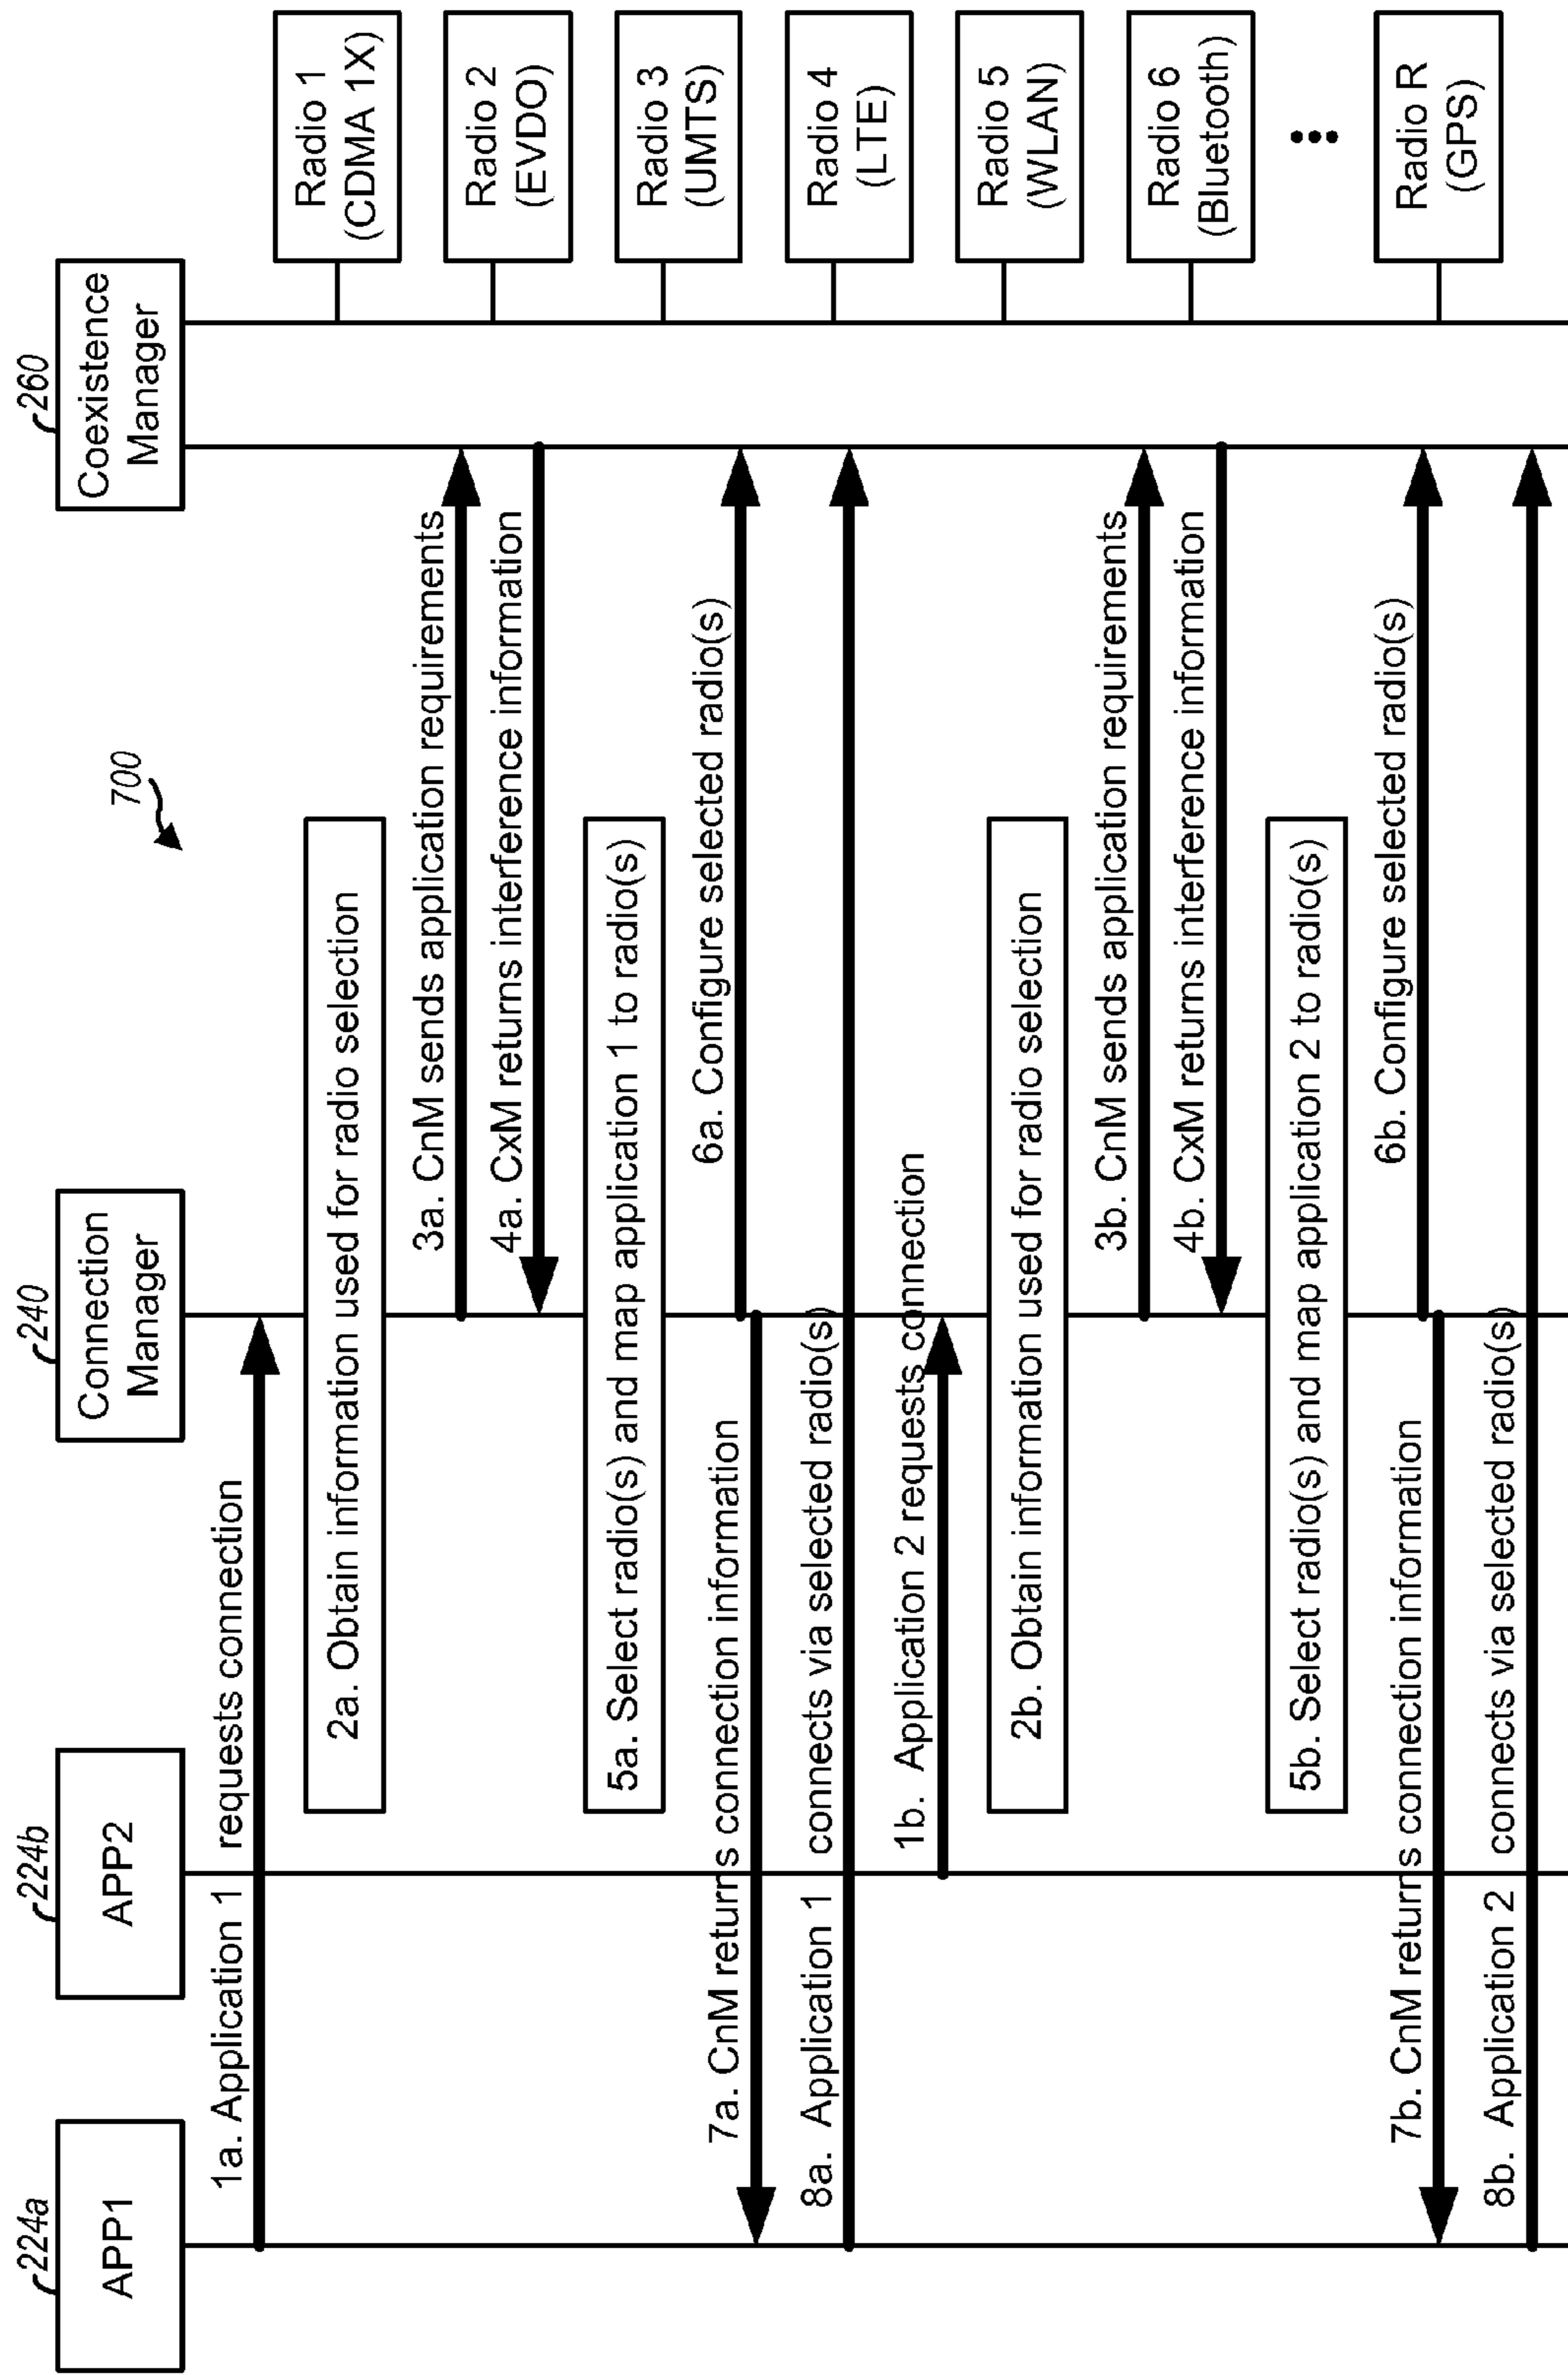 700
224a
APP1
224b
APP2
240
Connection
Manager
260
Coexistence
Manager
1a. Application 1 requests connection
2a. Obtain information used for radio selection
3a. CnM sends application requirements
4a. CxM returns interference information
5a. Select radio(s) and map application 1 to radio(s)
6a. Configure selected radio(s)
7a. CnM returns connection information
8a. Application 1 connects via selected radio(s)
1b. Application 2 requests connection
2b. Obtain information used for radio selection
3b. CnM sends application requirements
4b. CxM returns interference information
5b. Select radio(s) and map application 2 to radio(s)
6b. Configure selected radio(s)
7b. CnM returns connection information
8b. Application 2 connects via selected radio(s)
Radio 1
(CDMA 1X)
Radio 2
(EVDO)
Radio 3
(UMTS)
Radio 4
(LTE)
Radio 5
(WLAN)
Radio 6
(Bluetooth)
Radio R
(GPS)